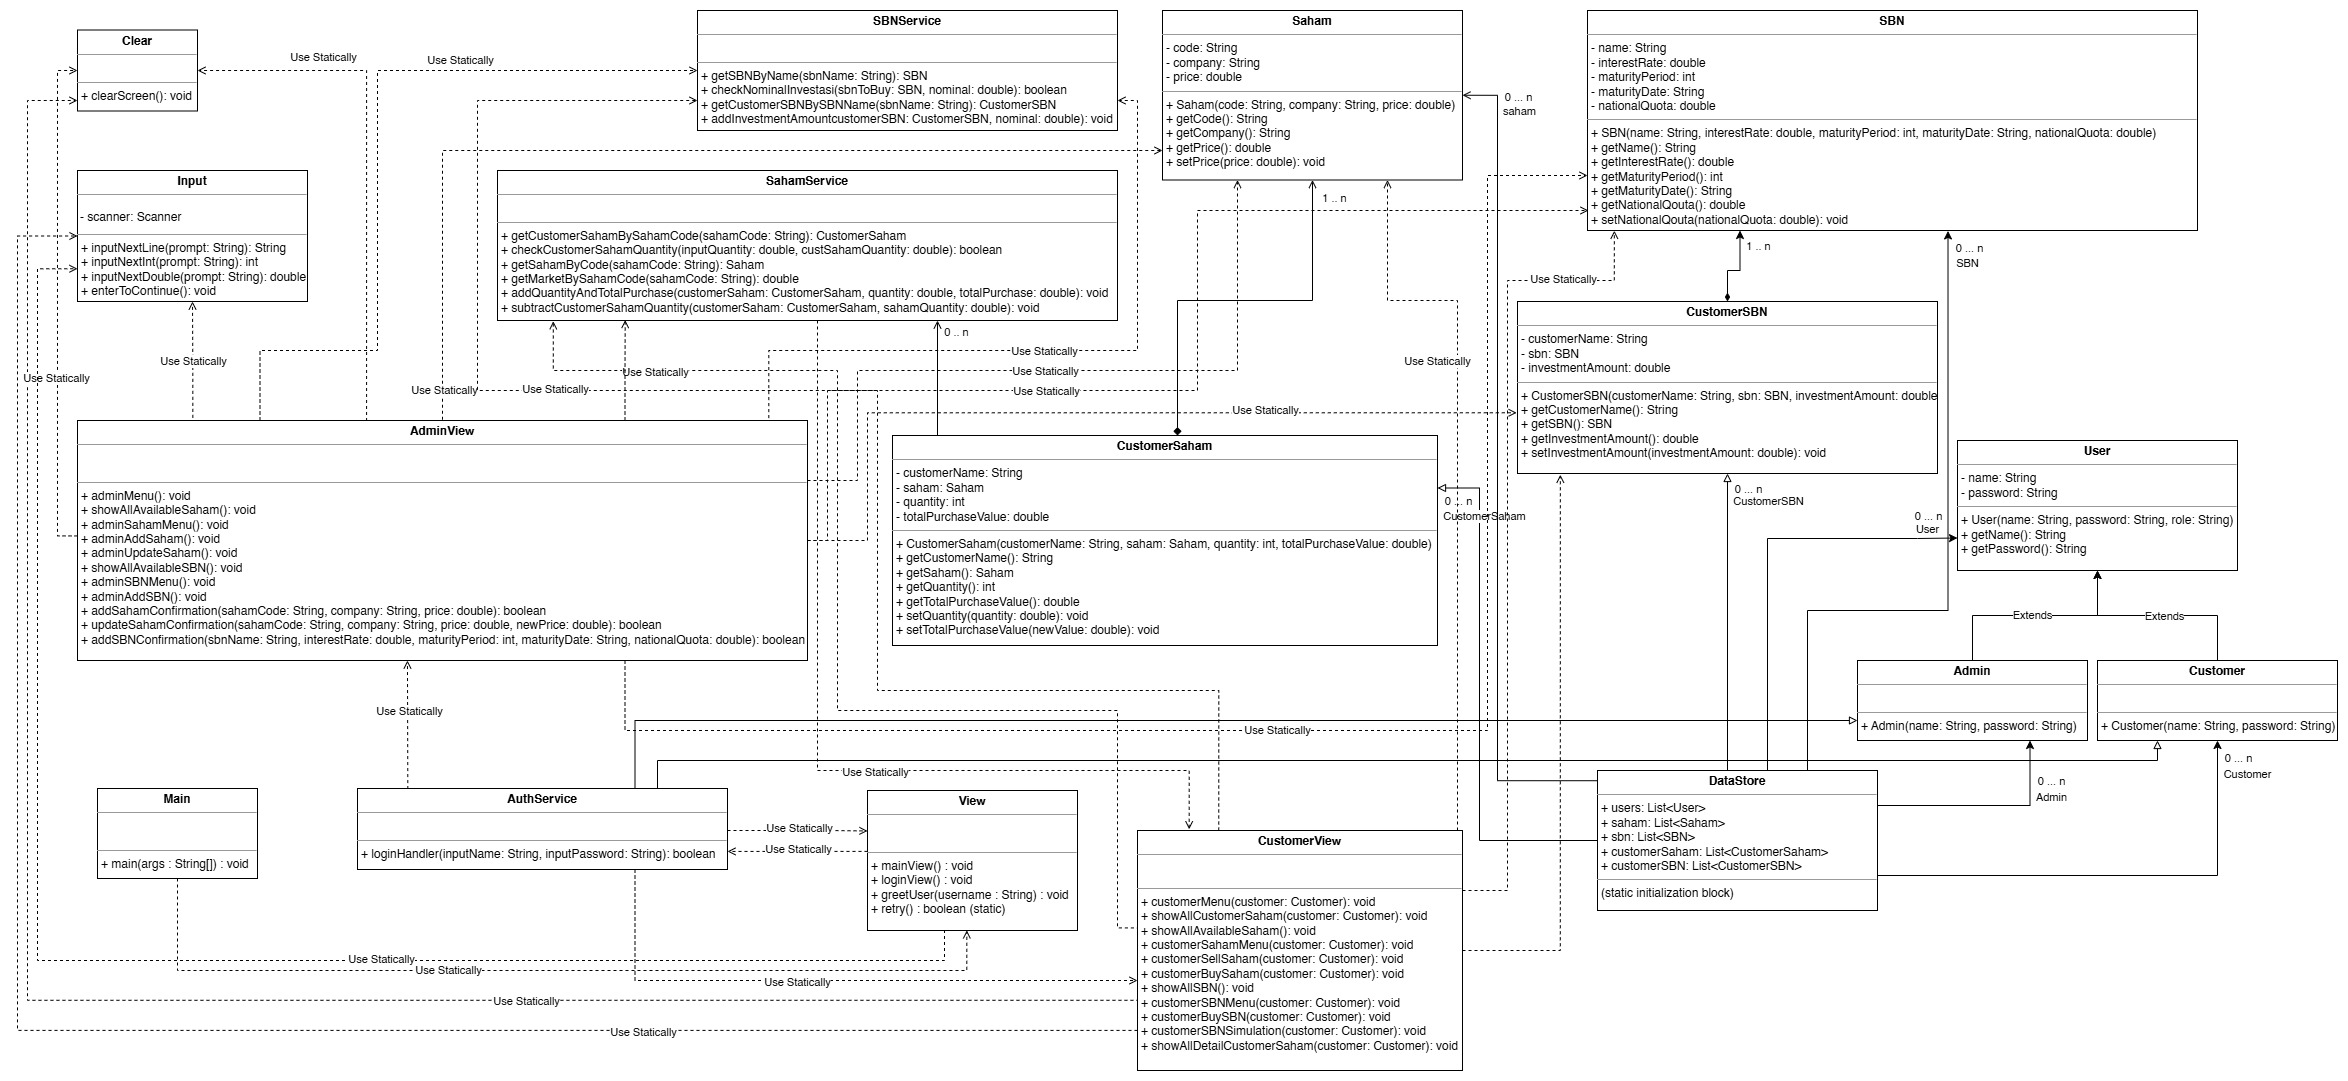 Clear
+ clearScreen(): void
Use Statically
Use Statically
SBNService
+ getSBNByName(sbnName: String): SBN
+ checkNominalInvestasi(sbnToBuy: SBN, nominal: double): boolean
+ getCustomerSBNBySBNName(sbnName: String): CustomerSBN
+ addInvestmentAmountcustomerSBN: CustomerSBN, nominal: double): void
Saham
- code: String
- company: String
- price: double
+ Saham(code: String, company: String, price: double)
+ getCode(): String
+ getCompany(): String
+ getPrice(): double
+ setPrice(price: double): void
0 ... n
saham
SBN
- name: String
- interestRate: double
- maturityPeriod: int
- maturityDate: String
- nationalQuota: double
+ SBN(name: String, interestRate: double, maturityPeriod: int, maturityDate: String, nationalQuota: double)
+ getName(): String
+ getInterestRate(): double
+ getMaturityPeriod(): int
+ getMaturityDate(): String
+ getNationalQouta(): double
+ setNationalQouta(nationalQuota: double): void
Input
- scanner: Scanner
+ inputNextLine(prompt: String): String
+ inputNextInt(prompt: String): int
+ inputNextDouble(prompt: String): double
+ enterToContinue(): void
SahamService
+ getCustomerSahamBySahamCode(sahamCode: String): CustomerSaham
+ checkCustomerSahamQuantity(inputQuantity: double, custSahamQuantity: double): boolean
+ getSahamByCode(sahamCode: String): Saham
+ getMarketBySahamCode(sahamCode: String): double
+ addQuantityAndTotalPurchase(customerSaham: CustomerSaham, quantity: double, totalPurchase: double): void
+ subtractCustomerSahamQuantity(customerSaham: CustomerSaham, sahamQuantity: double): void
1 .. n
1 .. n
0 ... n
SBN
Use Statically
0 .. n
Use Statically
Use Statically
Use Statically
Use Statically
Use Statically
Use Statically
Use Statically
Use Statically
Use Statically
Use Statically
Use Statically
CustomerSBN
- customerName: String
- sbn: SBN
- investmentAmount: double
+ CustomerSBN(customerName: String, sbn: SBN, investmentAmount: double
+ getCustomerName(): String
+ getSBN(): SBN
+ getInvestmentAmount(): double
+ setInvestmentAmount(investmentAmount: double): void
AdminView
+ adminMenu(): void
+ showAllAvailableSaham(): void
+ adminSahamMenu(): void
+ adminAddSaham(): void
+ adminUpdateSaham(): void
+ showAllAvailableSBN(): void
+ adminSBNMenu(): void
+ adminAddSBN(): void
+ addSahamConfirmation(sahamCode: String, company: String, price: double): boolean
+ updateSahamConfirmation(sahamCode: String, company: String, price: double, newPrice: double): boolean
+ addSBNConfirmation(sbnName: String, interestRate: double, maturityPeriod: int, maturityDate: String, nationalQuota: double): boolean
CustomerSaham
- customerName: String
- saham: Saham
- quantity: int
- totalPurchaseValue: double
+ CustomerSaham(customerName: String, saham: Saham, quantity: int, totalPurchaseValue: double)
+ getCustomerName(): String
+ getSaham(): Saham
+ getQuantity(): int
+ getTotalPurchaseValue(): double
+ setQuantity(quantity: double): void
+ setTotalPurchaseValue(newValue: double): void
0 ... n
CustomerSaham
0 ... n
CustomerSBN
0 ... n
User
User
- name: String
- password: String
+ User(name: String, password: String, role: String)
+ getName(): String
+ getPassword(): String
Extends
Extends
Admin
+ Admin(name: String, password: String)
Customer
+ Customer(name: String, password: String)
Use Statically
Use Statically
Use Statically
0 ... n
Admin
0 ... n
Customer
Main
+ main(args : String[]) : void
AuthService
+ loginHandler(inputName: String, inputPassword: String): boolean
Use Statically
Use Statically
View
+ mainView() : void
+ loginView() : void
+ greetUser(username : String) : void
+ retry() : boolean (static)
CustomerView
+ customerMenu(customer: Customer): void
+ showAllCustomerSaham(customer: Customer): void
+ showAllAvailableSaham(): void
+ customerSahamMenu(customer: Customer): void
+ customerSellSaham(customer: Customer): void
+ customerBuySaham(customer: Customer): void
+ showAllSBN(): void
+ customerSBNMenu(customer: Customer): void
+ customerBuySBN(customer: Customer): void
+ customerSBNSimulation(customer: Customer): void
+ showAllDetailCustomerSaham(customer: Customer): void
DataStore
+ users: List<User>
+ saham: List<Saham>
+ sbn: List<SBN>
+ customerSaham: List<CustomerSaham>
+ customerSBN: List<CustomerSBN>
(static initialization block)
Use Statically
Use Statically
Use Statically
Use Statically
Use Statically